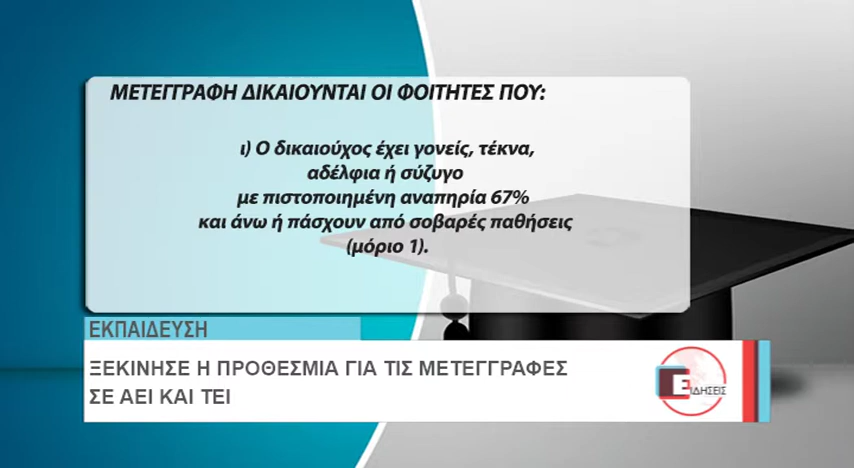 ΜΕΤΕΓΓΡΑΦΗ ΔΙΚΑΙΟΥΝΤΑΙ ΟΙ ΦΟΙΤΗΤΕΣ ΠΟΥ:
ι) Ο δικαιούχος έχει γονείς, τέκνα,
αδέλφια ή σύζυγο
με πιστοποιημένη αναπηρία 67%
και άνω ή πάσχουν από σοβαρές παθήσεις
(μόριο 1).
ΕΚΠΑΙΔΕΥΣΗ
ΞΕΚΙΝΗΣΕ Η ΠΡΟΘΕΣΜΙΑ ΓΙΑ ΤΙΣ ΜΕΤΕΓΓΡΑΦΕΣ
ΣΕ ΑΕΙ ΚΑΙ ΤΕΙ
ΕΙΔΗΣΕΙΣ